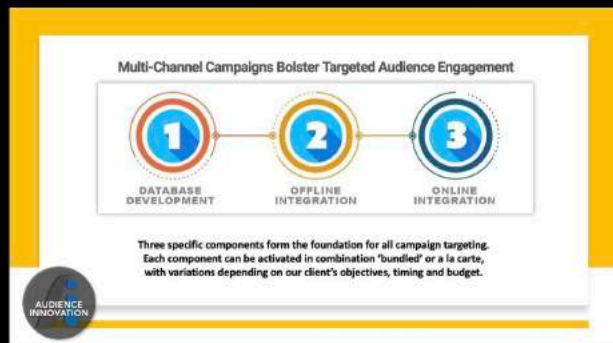 Multi-Channel Campaigns Bolster Targeted Audience Engagement
1
2
3
DATABASE
DEVELOPMENT
OFFLINE
INTEGRATION
ONLINE
INTEGRATION
Three specific components form the foundation for all campaign targeting.
Each component can be activated in combination ‘bundled’ or a la carte,
with variations depending on our client’s objectives, timing and budget.
AUDIENCE
INNOVATION